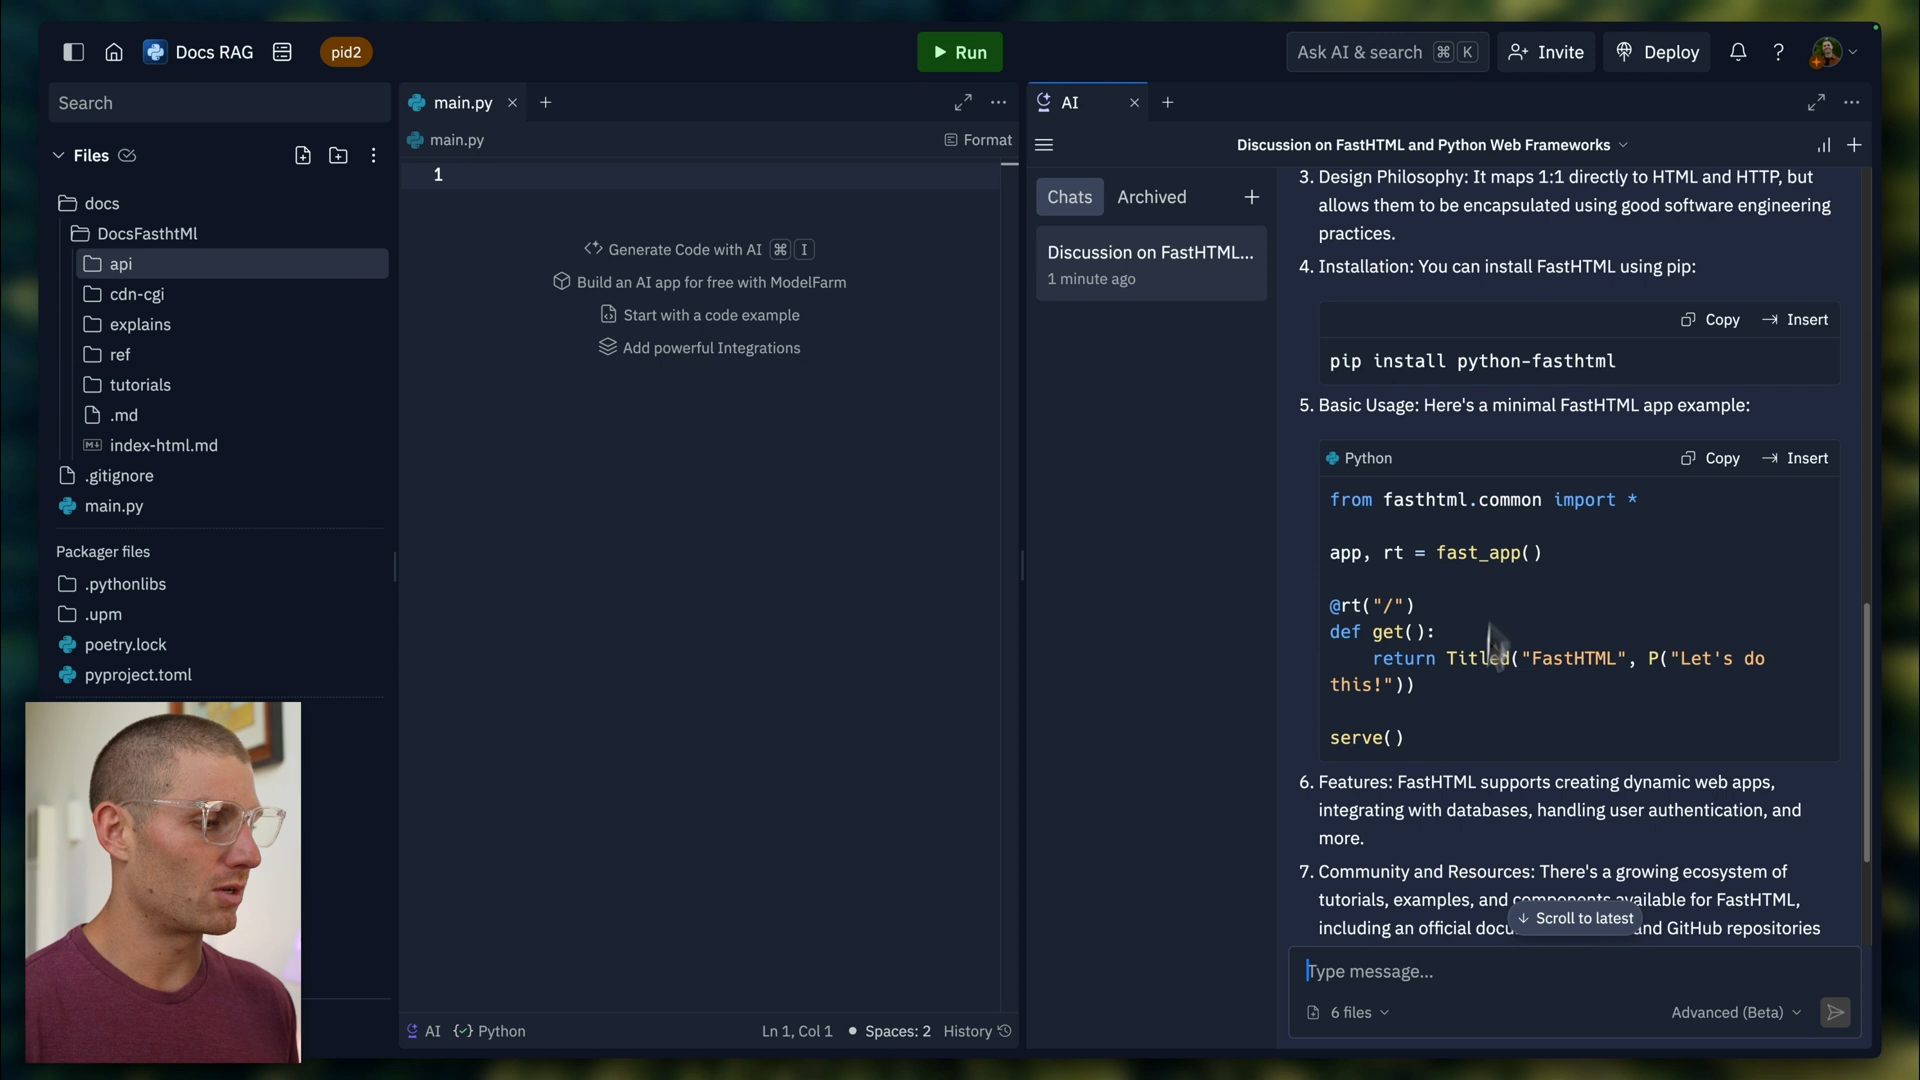 Docs RAG
pid2
Run
Ask AI & search ⌘ K
Invite
Deploy
?
Search
Files
docs
DocsFasthtMl
api
cdn-cgi
explains
ref
tutorials
.md
index-html.md
.gitignore
main.py
Packager files
.pythonlibs
.upm
poetry.lock
pyproject.toml
main.py
main.py
Format
1
Generate Code with AI ⌘ I
Build an AI app for free with ModelFarm
Start with a code example
Add powerful Integrations
AI
Python
Ln 1, Col 1
Spaces: 2
History
AI
Discussion on FastHTML and Python Web Frameworks
Chats
Archived
Discussion on FastHTML...
1 minute ago
3. Design Philosophy: It maps 1:1 directly to HTML and HTTP, but
allows them to be encapsulated using good software engineering
practices.
4. Installation: You can install FastHTML using pip:
Copy
Insert
pip install python-fasthtml
5. Basic Usage: Here's a minimal FastHTML app example:
Python
Copy
Insert
from fasthtml.common import *
app, rt = fast_app()
@rt("/")
def get():
return Titled("FastHTML", P("Let's do
this!"))
serve()
6. Features: FastHTML supports creating dynamic web apps,
integrating with databases, handling user authentication, and
more.
7. Community and Resources: There's a growing ecosystem of
tutorials, examples, and components available for FastHTML,
including an official docu and GitHub repositories
Scroll to latest
Type message...
6 files
Advanced (Beta)